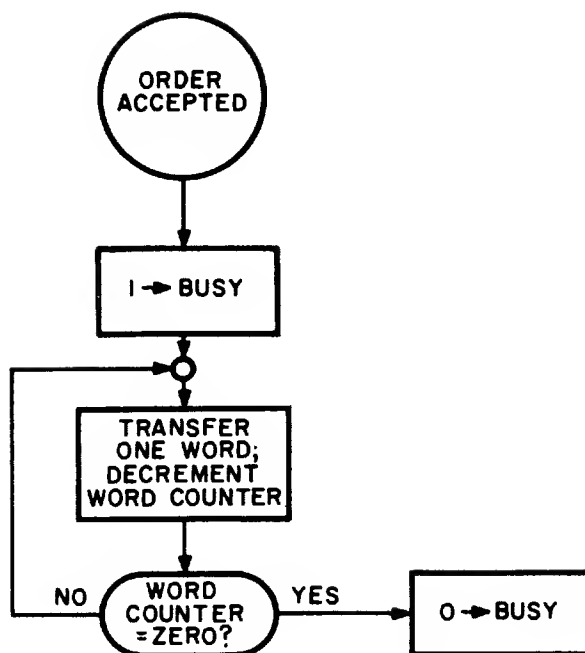 ORDER
ACCEPTED
1→BUSY
TRANSFER
ONE WORD;
DECREMENT
WORD COUNTER
NO
WORD
COUNTER
=ZERO?
YES
0→BUSY